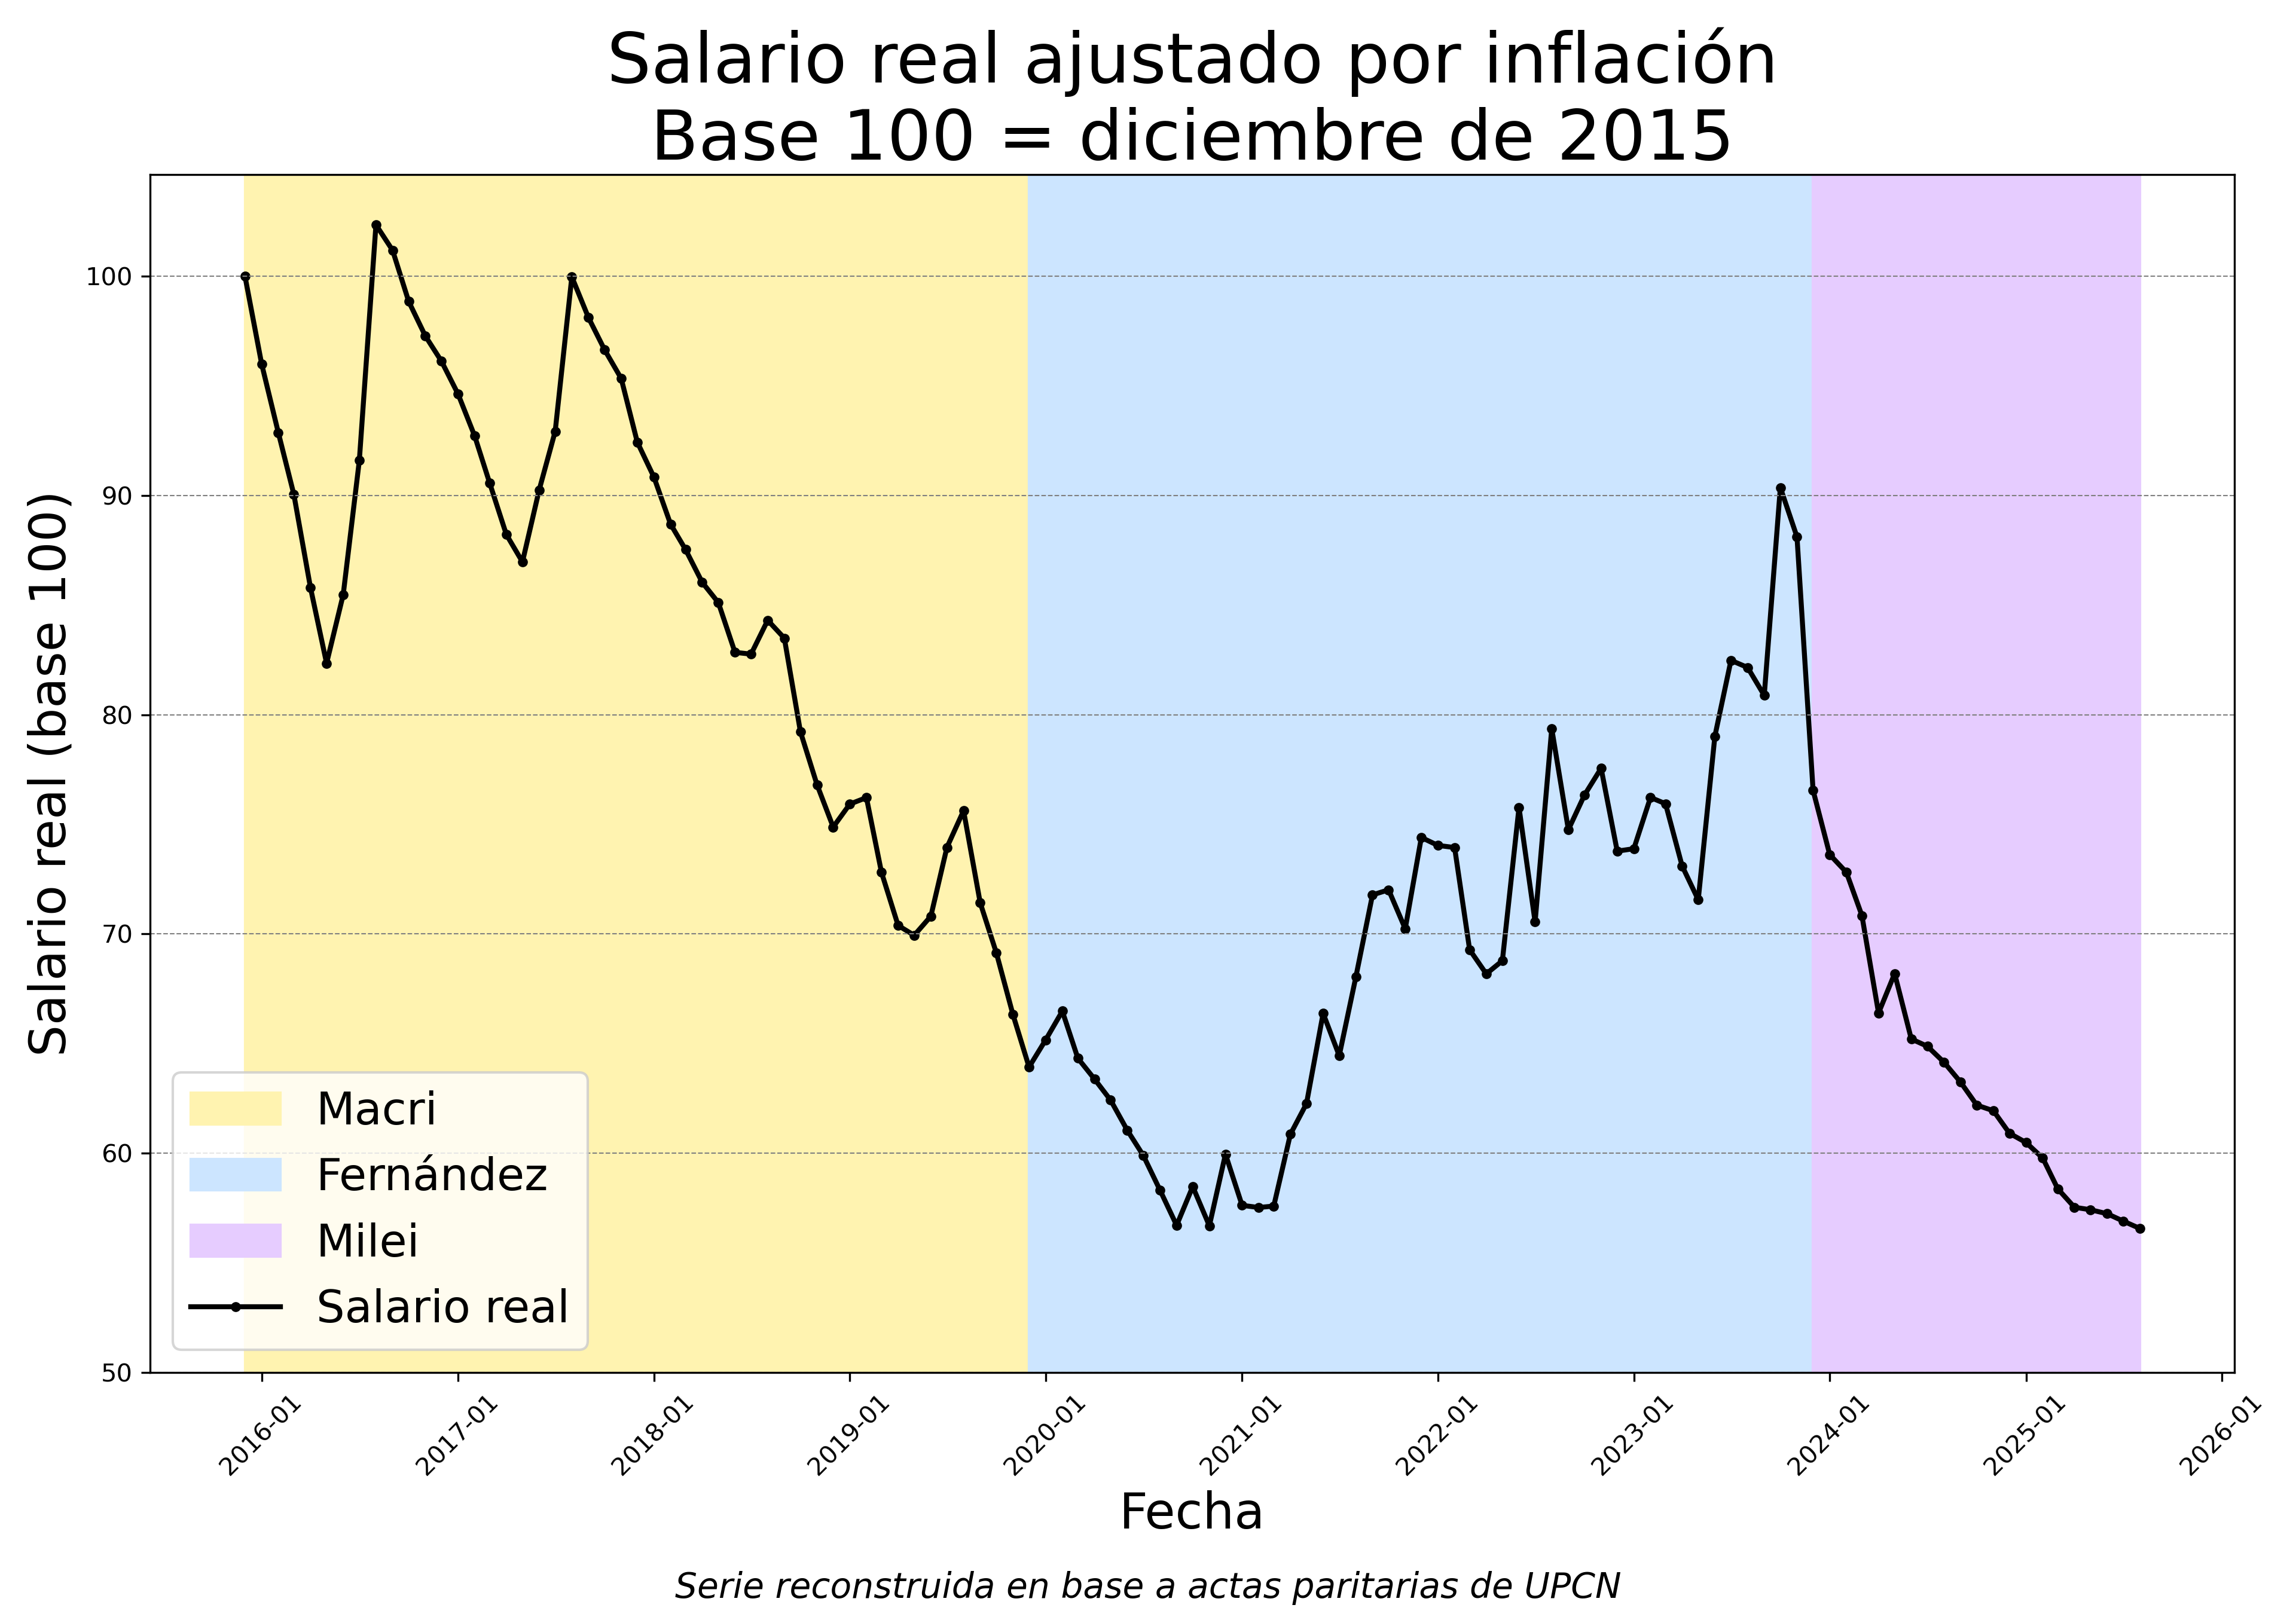 Salario real ajustado por inflación
Base 100 = diciembre de 2015
Salario real (base 100)
100
90
80
70
60
50
Macri
Fernández
Milei
Salario real
2016-01
2017-01
2018-01
2019-01
2020-01
2021-01
2022-01
2023-01
2024-01
2025-01
2026-01
Fecha
Serie reconstruida en base a actas paritarias de UPCN